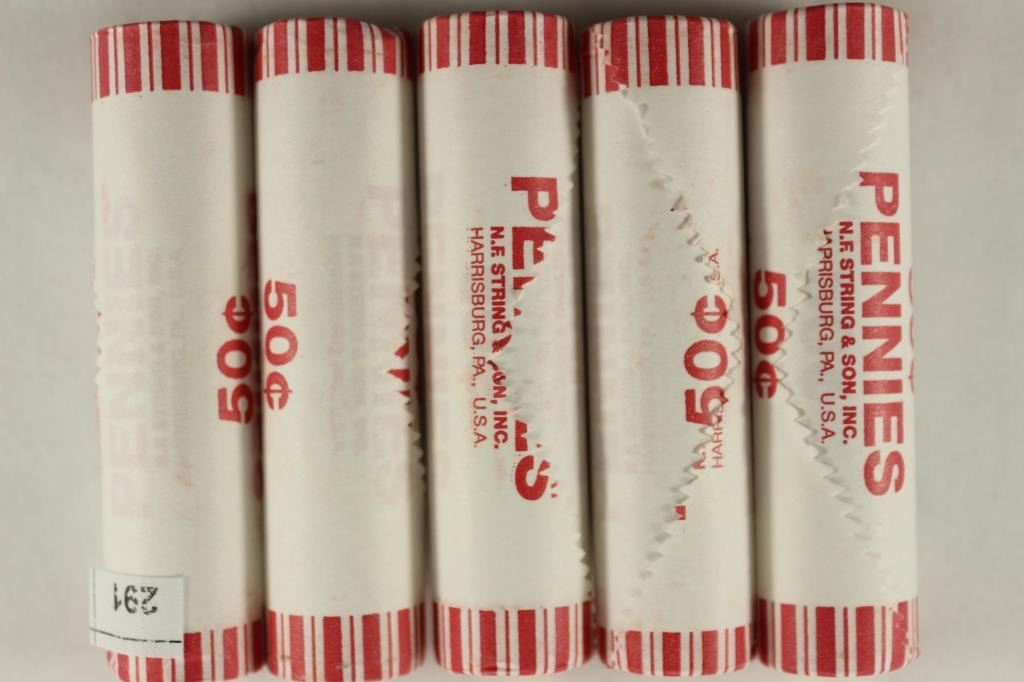 50¢
291
50¢
PENNIES
N.F. STRING & SON, INC.
HARRISBURG, PA., U.S.A.
50¢
S.A.
50¢
PENNIES
N.F. STRING & SON, INC.
HARRISBURG, PA., U.S.A.